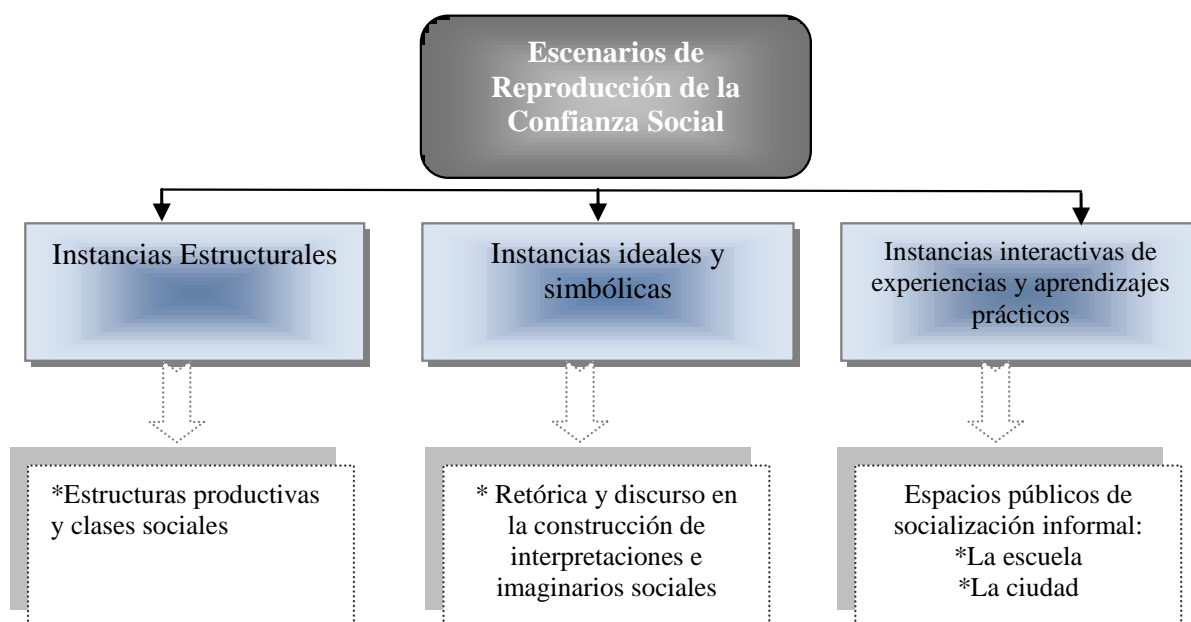 Escenarios de
Reproducción de la
Confianza Social
Instancias Estructurales
Instancias ideales y
simbólicas
Instancias interactivas de
experiencias y aprendizajes
prácticos
*Estructuras productivas
y clases sociales
* Retórica y discurso en
la construcción de
interpretaciones e
imaginarios sociales
Espacios públicos de
socialización informal:
*La escuela
*La ciudad